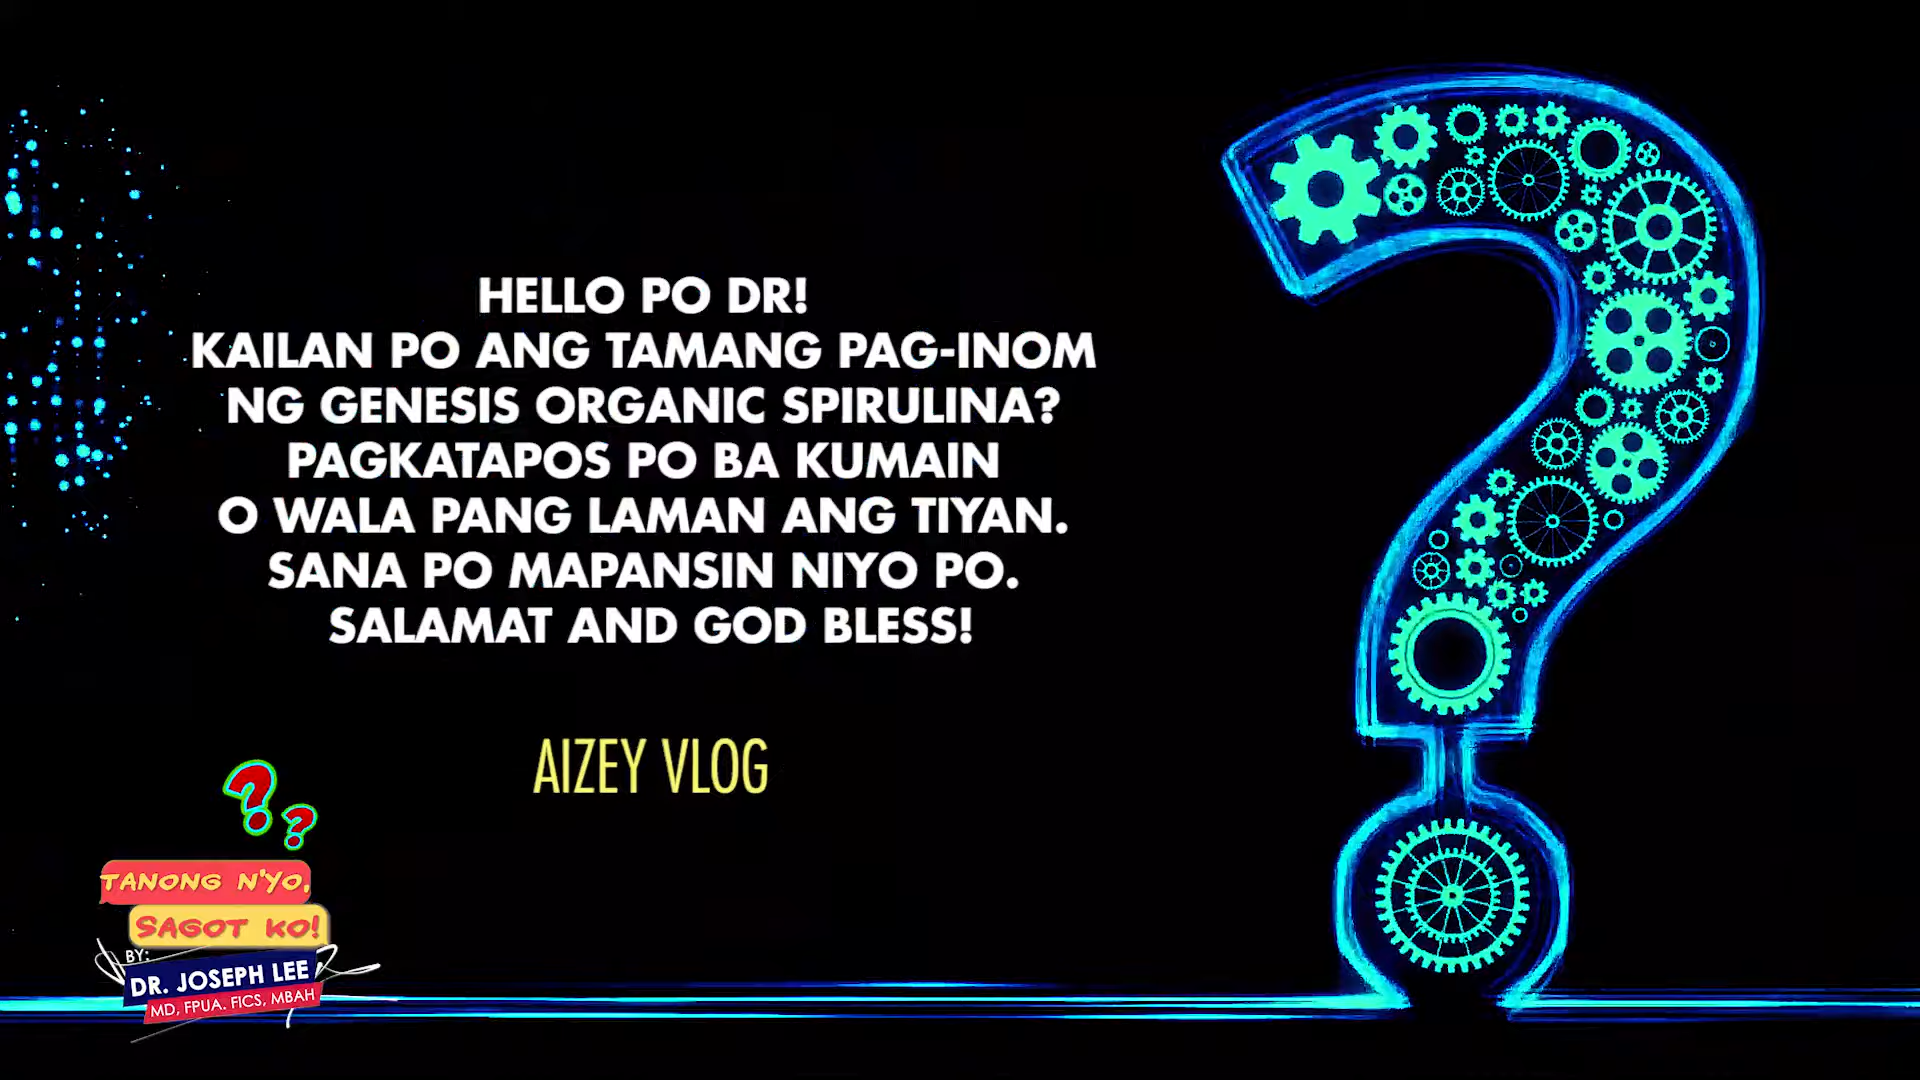 HELLO PO DR!
KAILAN PO ANG TAMANG PAG-INOM
NG GENESIS ORGANIC SPIRULINA?
PAGKATAPOS PO BA KUMAIN
O WALA PANG LAMAN ANG TIYAN.
SANA PO MAPANSIN NIYO PO.
SALAMAT AND GOD BLESS!
AIZEY VLOG
TANONG N'YO,
SAGOT KO!
BY:
DR. JOSEPH LEE
MD, FPUA. FICS, MBAH